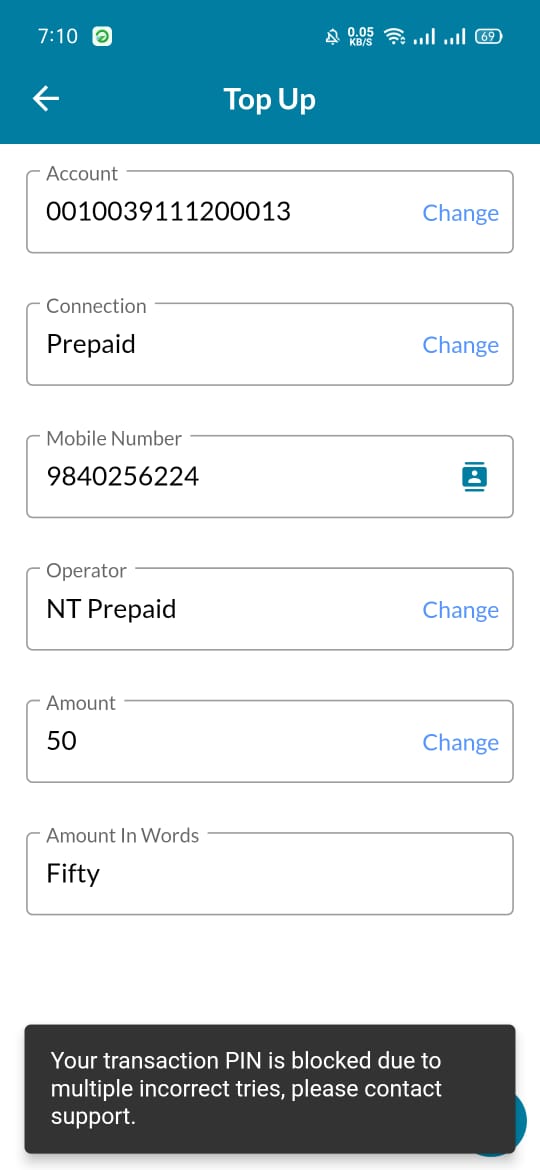 7:10
0.05
KB/S
69
Top Up
Account
0010039111200013
Change
Connection
Prepaid
Change
Mobile Number
9840256224
Operator
NT Prepaid
Change
Amount
50
Change
Amount In Words
Fifty
Your transaction PIN is blocked due to
multiple incorrect tries, please contact
support.